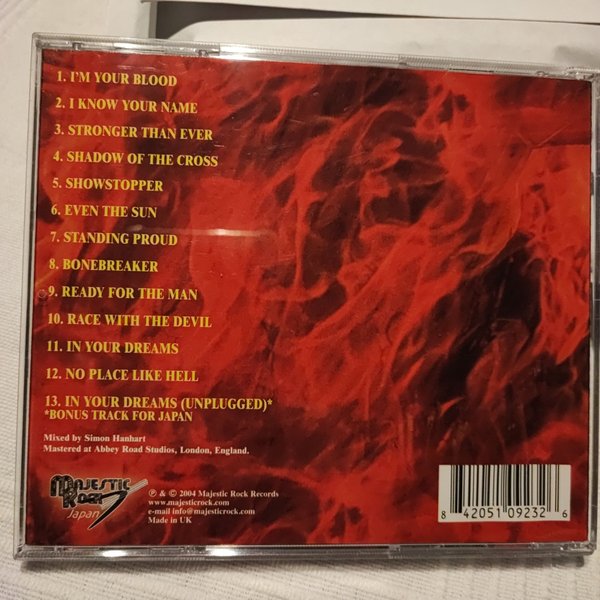 1. I'M YOUR BLOOD
2. I KNOW YOUR NAME
3. STRONGER THAN EVER
4. SHADOW OF THE CROSS
5. SHOWSTOPPER
6. EVEN THE SUN
7. STANDING PROUD
8. BONEBREAKER
9. READY FOR THE MAN
10. RACE WITH THE DEVIL
11. IN YOUR DREAMS
12. NO PLACE LIKE HELL
13. IN YOUR DREAMS (UNPLUGGED)*
*BONUS TRACK FOR JAPAN
Mixed by Simon Hanhart
Mastered at Abbey Road Studios, London, England.
MAJESTIC
ROCK
Japan
℗ & © 2004 Majestic Rock Records
www.majesticrock.com
e-mail info@majesticrock.com
Made in UK
8 42051 09232 6